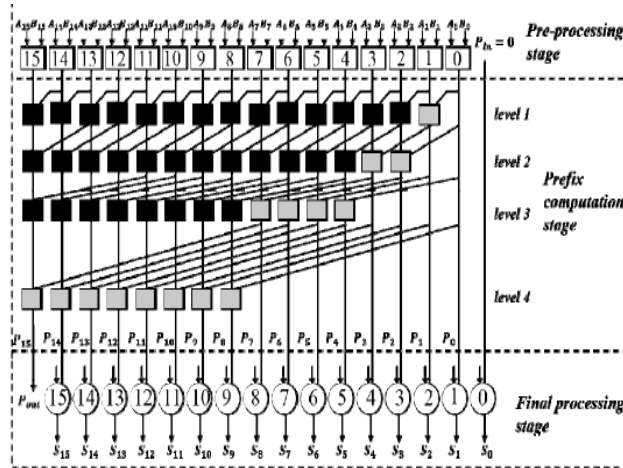 A₁₅B₁₅ A₁₄B₁₄ A₁₃B₁₃ A₁₂B₁₂ A₁₁B₁₁ A₁₀B₁₀ A₉B₉ A₈B₈ A₇B₇ A₆B₆ A₅B₅ A₄B₄ A₃B₃ A₂B₂ A₁B₁ A₀B₀
Pᵢₙ = 0
Pre-processing
stage
15 14 13 12 11 10 9 8 7 6 5 4 3 2 1 0
level 1
level 2
Prefix
computation
stage
level 3
level 4
P₁₅ P₁₄ P₁₃ P₁₂ P₁₁ P₁₀ P₉ P₈ P₇ P₆ P₅ P₄ P₃ P₂ P₁ P₀
Pₒᵤₜ
15 14 13 12 11 10 9 8 7 6 5 4 3 2 1 0
Final processing
stage
S₁₅ S₁₄ S₁₃ S₁₂ S₁₁ S₁₀ S₉ S₈ S₇ S₆ S₅ S₄ S₃ S₂ S₁ S₀